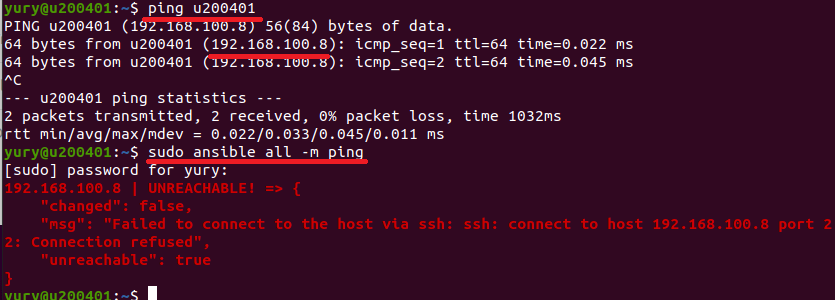 yury@u200401:~$ ping u200401
PING u200401 (192.168.100.8) 56(84) bytes of data.
64 bytes from u200401 (192.168.100.8): icmp_seq=1 ttl=64 time=0.022 ms
64 bytes from u200401 (192.168.100.8): icmp_seq=2 ttl=64 time=0.045 ms
^C
--- u200401 ping statistics ---
2 packets transmitted, 2 received, 0% packet loss, time 1032ms
rtt min/avg/max/mdev = 0.022/0.033/0.045/0.011 ms
yury@u200401:~$ sudo ansible all -m ping
[sudo] password for yury:
192.168.100.8 | UNREACHABLE! => {
    "changed": false,
    "msg": "Failed to connect to the host via ssh: ssh: connect to host 192.168.100.8 port 2
2: Connection refused",
    "unreachable": true
}
yury@u200401:~$